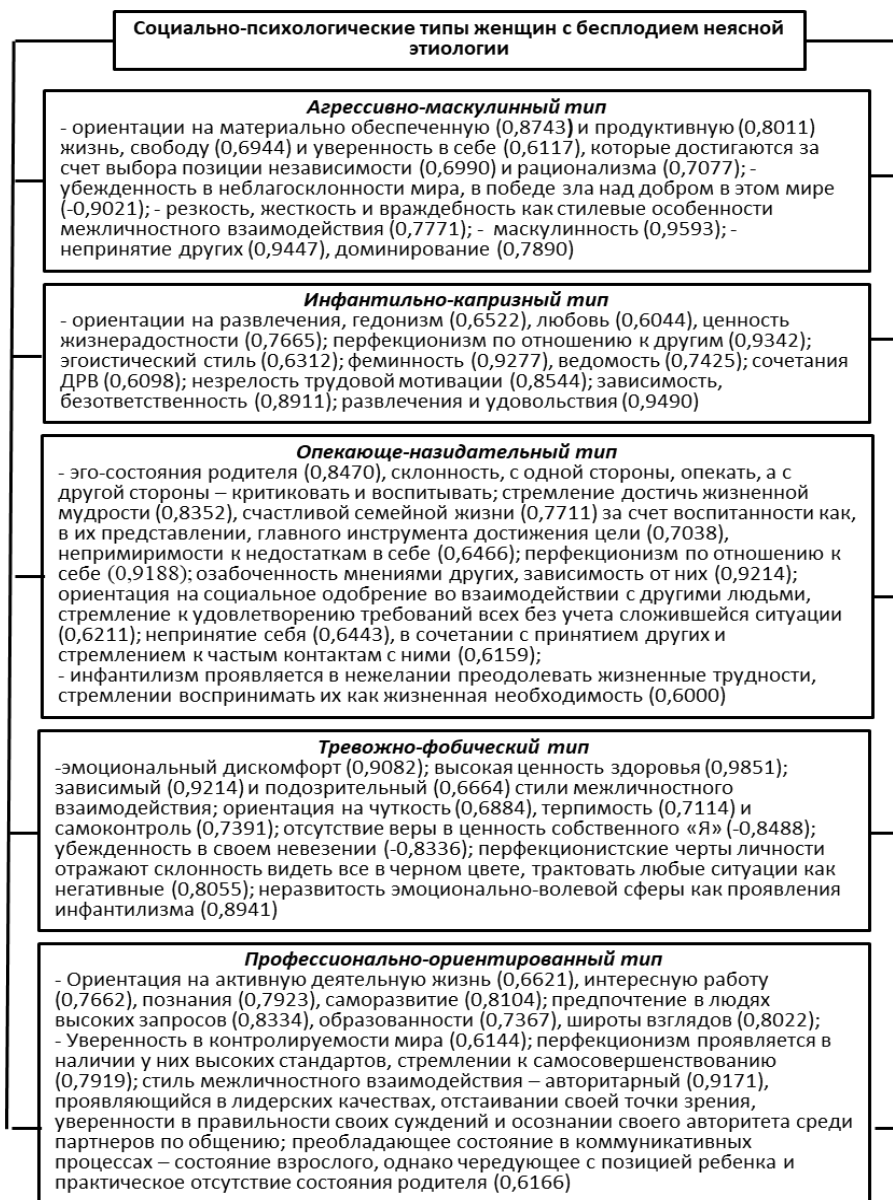 Социально-психологические типы женщин с бесплодием неясной
этиологии
Агрессивно-маскулинный тип
- ориентации на материально обеспеченную (0,8743) и продуктивную (0,8011)
жизнь, свободу (0,6944) и уверенность в себе (0,6117), которые достигаются за
счет выбора позиции независимости (0,6990) и рационализма (0,7077); -
убежденность в неблагосклонности мира, в победе зла над добром в этом мире
(-0,9021); - резкость, жесткость и враждебность как стилевые особенности
межличностного взаимодействия (0,7771); - маскулинность (0,9593); -
непринятие других (0,9447), доминирование (0,7890)
Инфантильно-капризный тип
- ориентации на развлечения, гедонизм (0,6522), любовь (0,6044), ценность
жизнерадостности (0,7665); перфекционизм по отношению к другим (0,9342);
эгоистический стиль (0,6312); феминность (0,9277), ведомость (0,7425); сочетания
ДРВ (0,6098); незрелость трудовой мотивации (0,8544); зависимость,
безответственность (0,8911); развлечения и удовольствия (0,9490)
Опекающе-назидательный тип
- эго-состояния родителя (0,8470), склонность, с одной стороны, опекать, а с
другой стороны – критиковать и воспитывать; стремление достичь жизненной
мудрости (0,8352), счастливой семейной жизни (0,7711) за счет воспитанности как,
в их представлении, главного инструмента достижения цели (0,7038),
непримиримости к недостаткам в себе (0,6466); перфекционизм по отношению к
себе (0,9188); озабоченность мнениями других, зависимость от них (0,9214);
ориентация на социальное одобрение во взаимодействии с другими людьми,
стремление к удовлетворению требований всех без учета сложившейся ситуации
(0,6211); непринятие себя (0,6443), в сочетании с принятием других и
стремлением к частым контактам с ними (0,6159);
- инфантилизм проявляется в нежелании преодолевать жизненные трудности,
стремлении воспринимать их как жизненная необходимость (0,6000)
Тревожно-фобический тип
-эмоциональный дискомфорт (0,9082); высокая ценность здоровья (0,9851);
зависимый (0,9214) и подозрительный (0,6664) стили межличностного
взаимодействия; ориентация на чуткость (0,6884), терпимость (0,7114) и
самоконтроль (0,7391); отсутствие веры в ценность собственного «Я» (-0,8488);
убежденность в своем невезении (-0,8336); перфекционистские черты личности
отражают склонность видеть все в черном цвете, трактовать любые ситуации как
негативные (0,8055); неразвитость эмоционально-волевой сферы как проявления
инфантилизма (0,8941)
Профессионально-ориентированный тип
- Ориентация на активную деятельную жизнь (0,6621), интересную работу
(0,7662), познания (0,7923), саморазвитие (0,8104); предпочтение в людях
высоких запросов (0,8334), образованности (0,7367), широты взглядов (0,8022);
- Уверенность в контролируемости мира (0,6144); перфекционизм проявляется в
наличии у них высоких стандартов, стремлении к самосовершенствованию
(0,7919); стиль межличностного взаимодействия – авторитарный (0,9171),
проявляющийся в лидерских качествах, отстаивании своей точки зрения,
уверенности в правильности своих суждений и осознании своего авторитета среди
партнеров по общению; преобладающее состояние в коммуникативных
процессах – состояние взрослого, однако чередующее с позицией ребенка и
практическое отсутствие состояния родителя (0,6166)